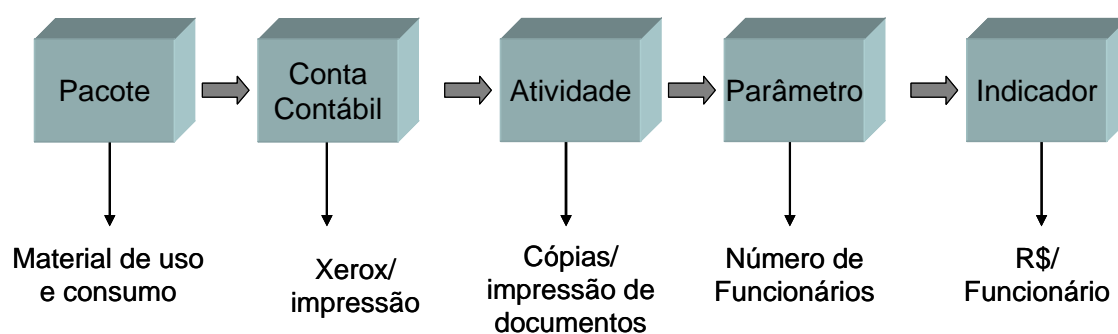 Pacote
Conta
Contábil
Atividade
Parâmetro
Indicador
Material de uso
e consumo
Xerox/
impressão
Cópias/
impressão de
documentos
Número de
Funcionários
R$/
Funcionário